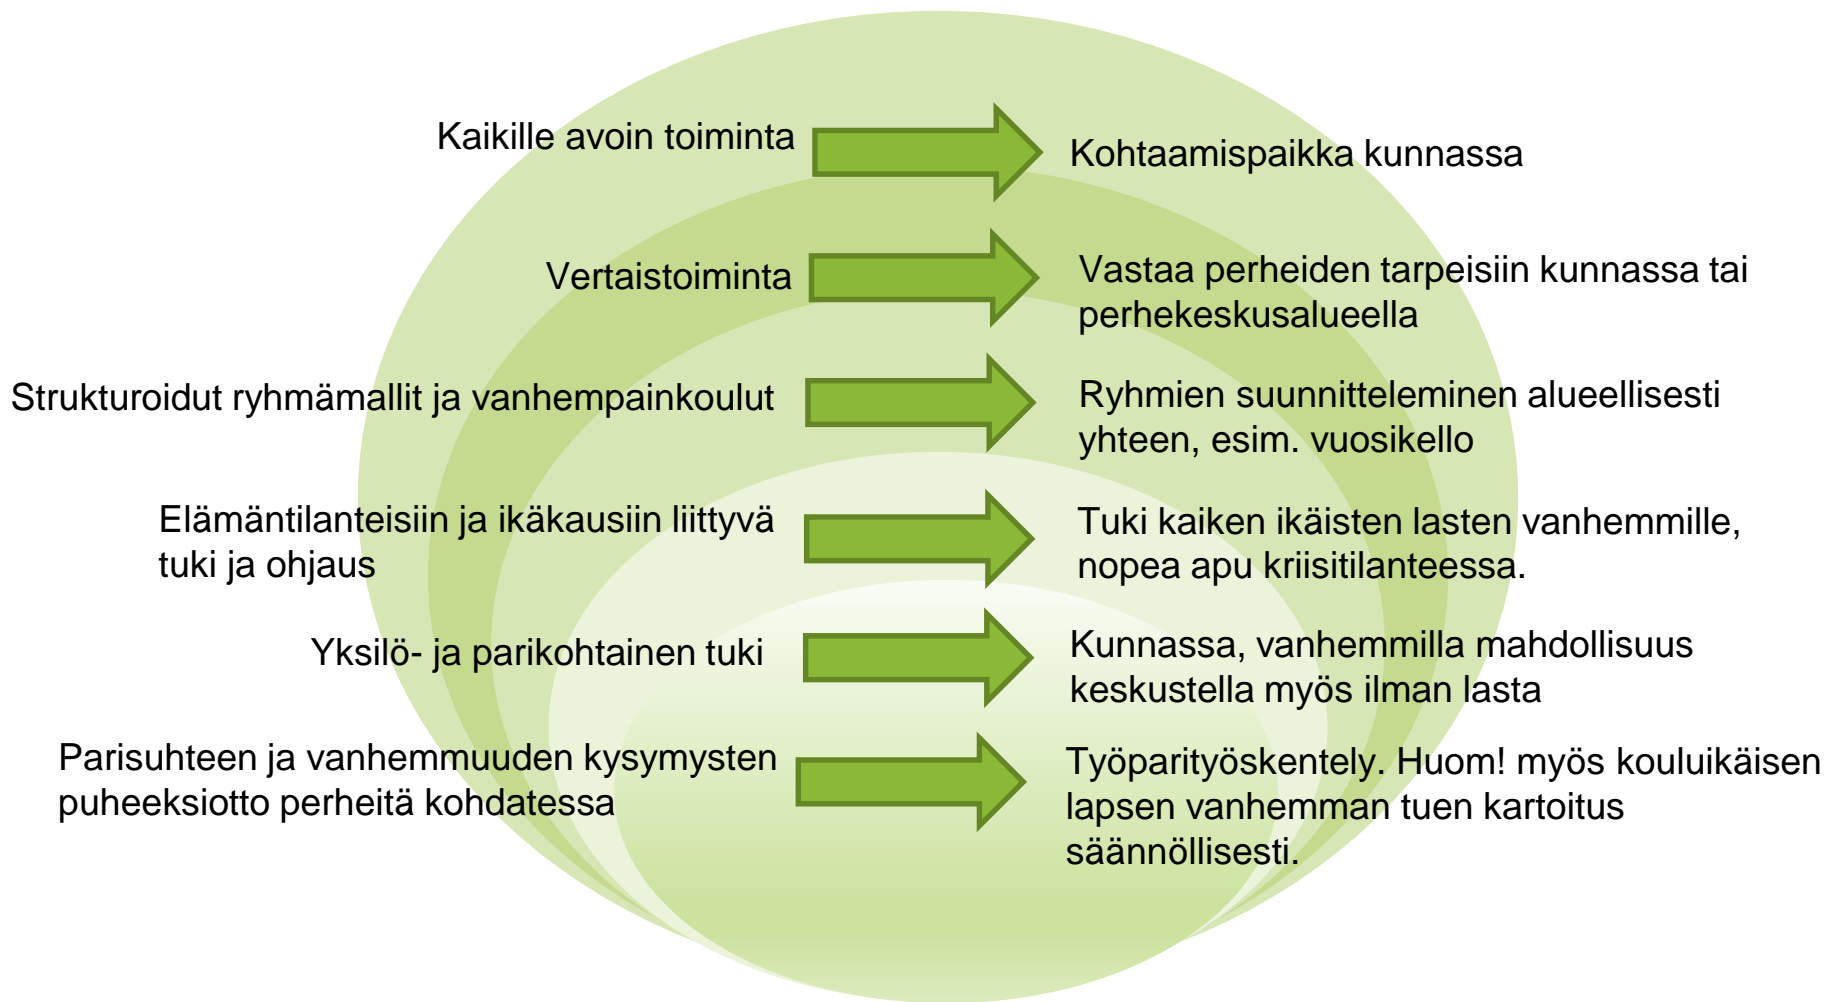 Kaikille avoin toiminta
Kohtaamispaikka kunnassa
Vertaistoiminta
Vastaa perheiden tarpeisiin kunnassa tai
perhekeskusalueella
Strukturoidut ryhmämallit ja vanhempainkoulut
Ryhmien suunnitteleminen alueellisesti
yhteen, esim. vuosikello
Elämäntilanteisiin ja ikäkausiin liittyvä
tuki ja ohjaus
Tuki kaiken ikäisten lasten vanhemmille,
nopea apu kriisitilanteessa.
Yksilö- ja parikohtainen tuki
Kunnassa, vanhemmilla mahdollisuus
keskustella myös ilman lasta
Parisuhteen ja vanhemmuuden kysymysten
puheeksiotto perheitä kohdatessa
Työparityöskentely. Huom! myös kouluikäisen
lapsen vanhemman tuen kartoitus
säännöllisesti.